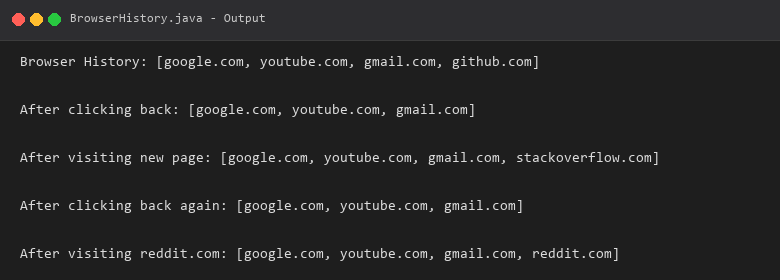 BrowserHistory.java - Output
Browser History: [google.com, youtube.com, gmail.com, github.com]
After clicking back: [google.com, youtube.com, gmail.com]
After visiting new page: [google.com, youtube.com, gmail.com, stackoverflow.com]
After clicking back again: [google.com, youtube.com, gmail.com]
After visiting reddit.com: [google.com, youtube.com, gmail.com, reddit.com]